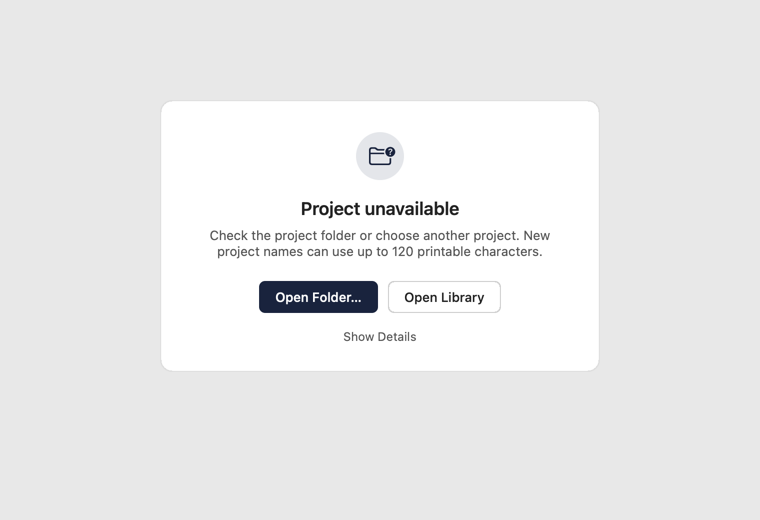 ?
Project unavailable
Check the project folder or choose another project. New
project names can use up to 120 printable characters.
Open Folder...
Open Library
Show Details